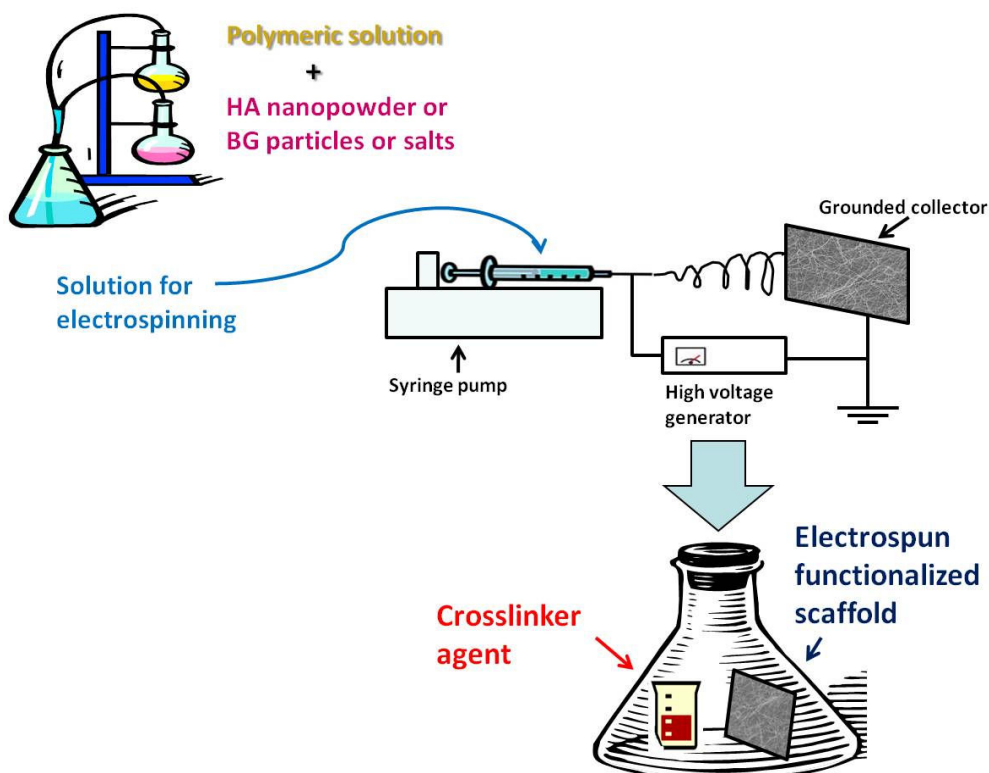 Polymeric solution
+
HA nanopowder or
BG particles or salts
Grounded collector
Solution for
electrospinning
Syringe pump
High voltage
generator
Electrospun
functionalized
scaffold
Crosslinker
agent